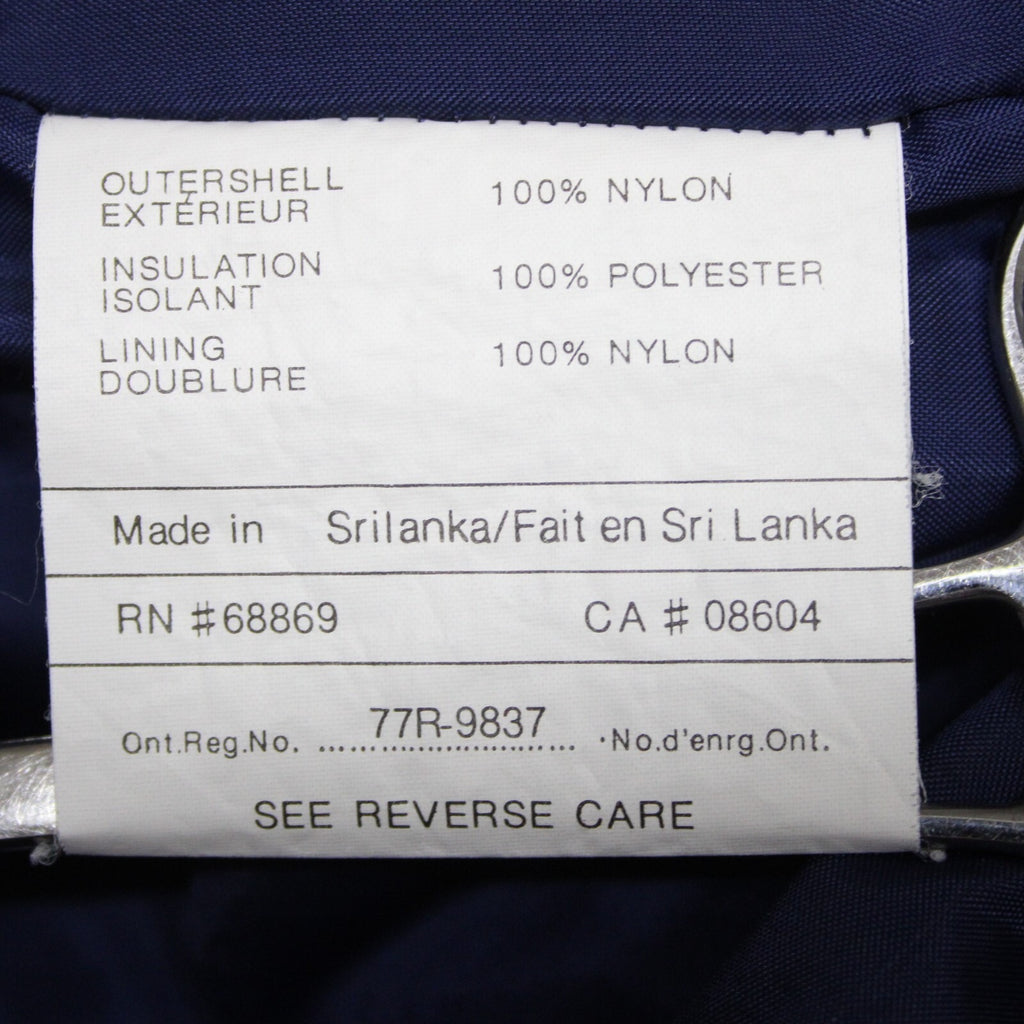 OUTERSHELL 100% NYLON
EXTÉRIEUR
INSULATION 100% POLYESTER
ISOLANT
LINING 100% NYLON
DOUBLURE
Made in Srilanka/Fait en Sri Lanka
RN #68869 CA # 08604
Ont.Reg.No. ...77R-9837... ·No.d'enrg.Ont.
SEE REVERSE CARE